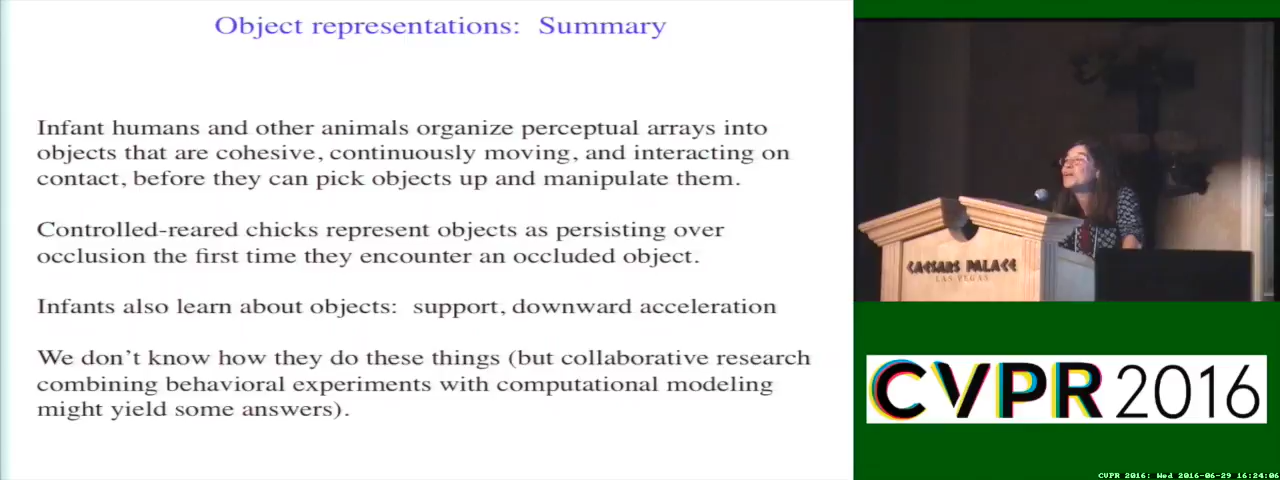 Object representations: Summary
Infant humans and other animals organize perceptual arrays into
objects that are cohesive, continuously moving, and interacting on
contact, before they can pick objects up and manipulate them.
Controlled-reared chicks represent objects as persisting over
occlusion the first time they encounter an occluded object.
Infants also learn about objects: support, downward acceleration
We don't know how they do these things (but collaborative research
combining behavioral experiments with computational modeling
might yield some answers).
CAESARS PALACE
LAS VEGAS
CVPR 2016
CVPR 2016: Wed 2016-06-29 16:24:06